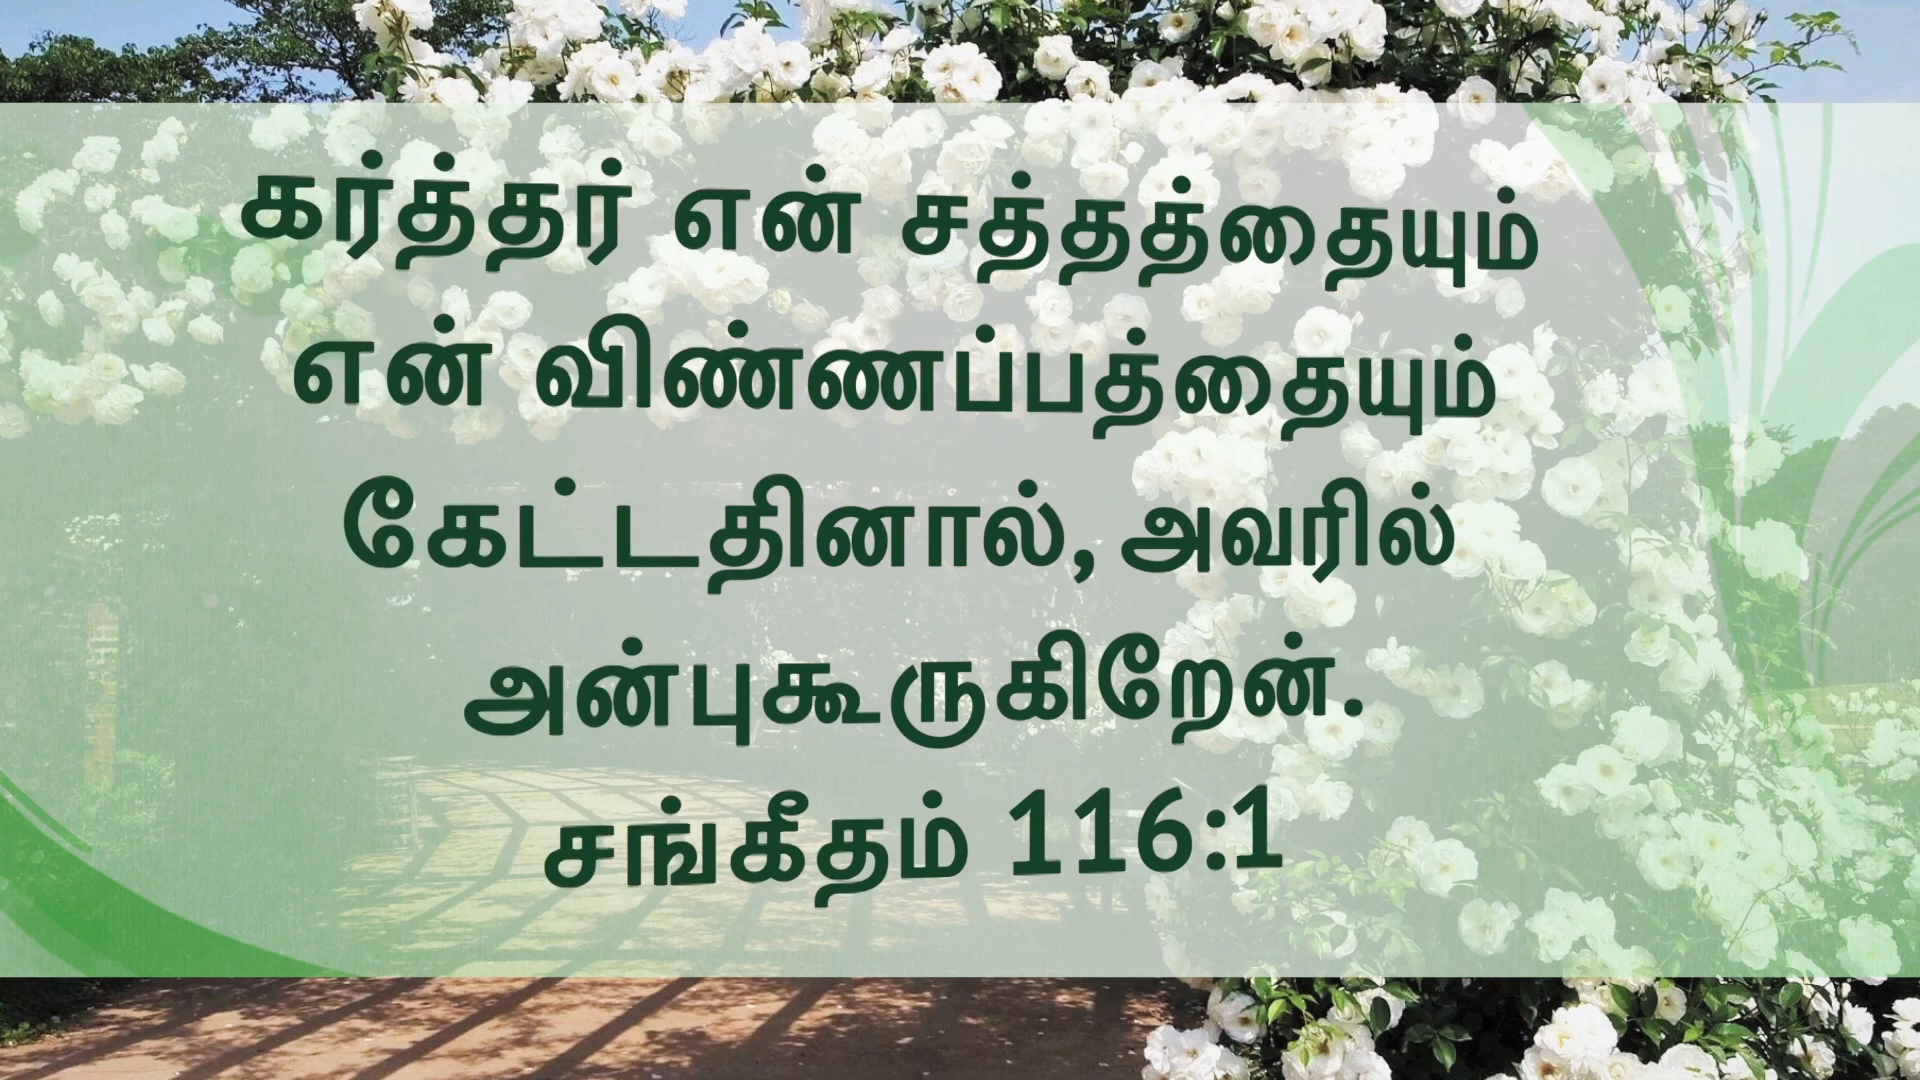 கர்த்தர் என் சத்தத்தையும்
என் விண்ணப்பத்தையும்
கேட்டதினால், அவரில்
அன்புகூருகிறேன்.
சங்கீதம் 116:1